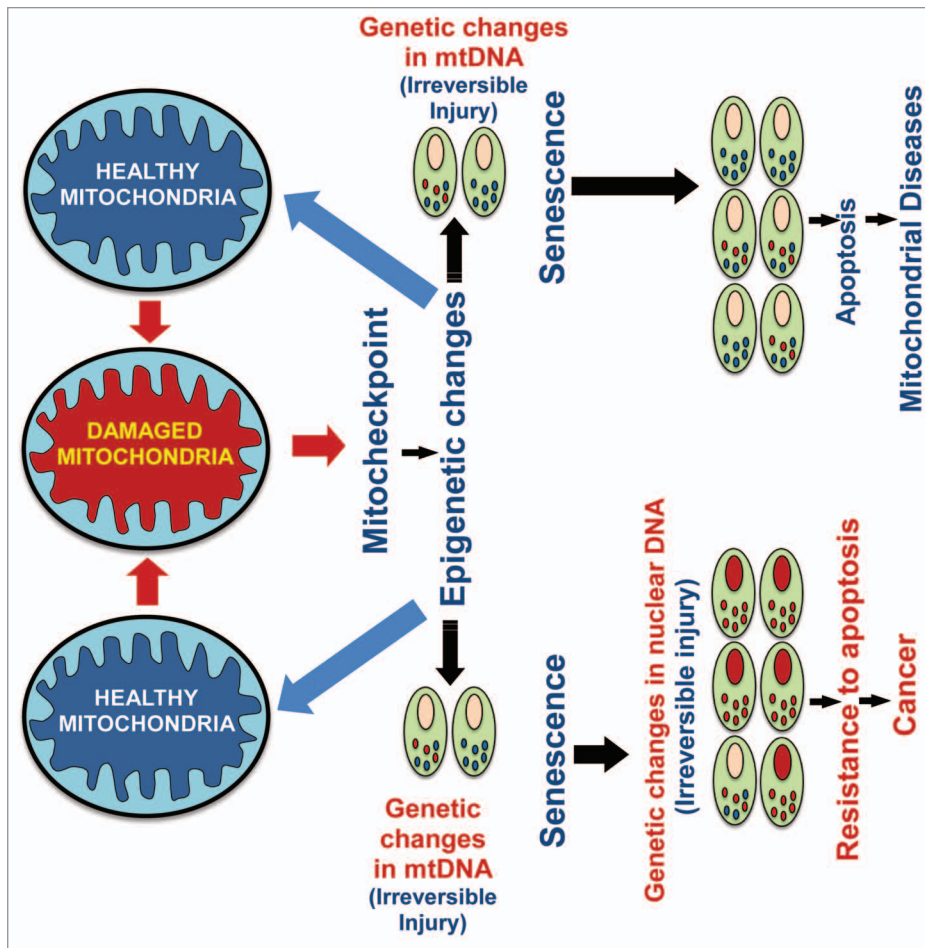 Genetic changes
in mtDNA
(Irreversible
Injury)
HEALTHY
MITOCHONDRIA
DAMAGED
MITOCHONDRIA
HEALTHY
MITOCHONDRIA
Mitocheckpoint
Epigenetic changes
Senescence
Apoptosis
Mitochondrial Diseases
Genetic
changes
in mtDNA
(Irreversible
Injury)
Senescence
Genetic changes in nuclear DNA
(Irreversible injury)
Resistance to apoptosis
Cancer